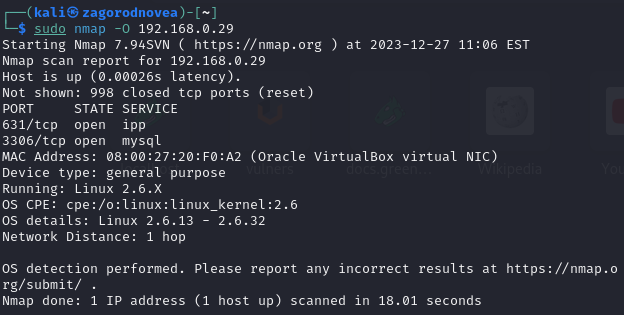 ┌──(kali㉿zagorodnovea)-[~]
└─$ sudo nmap -O 192.168.0.29
Starting Nmap 7.94SVN ( https://nmap.org ) at 2023-12-27 11:06 EST
Nmap scan report for 192.168.0.29
Host is up (0.00026s latency).
Not shown: 998 closed tcp ports (reset)
PORT     STATE SERVICE
631/tcp  open  ipp
3306/tcp open  mysql
MAC Address: 08:00:27:20:F0:A2 (Oracle VirtualBox virtual NIC)
Device type: general purpose
Running: Linux 2.6.X
OS CPE: cpe:/o:linux:linux_kernel:2.6
OS details: Linux 2.6.13 - 2.6.32
Network Distance: 1 hop
OS detection performed. Please report any incorrect results at https://nmap.o
rg/submit/ .
Nmap done: 1 IP address (1 host up) scanned in 18.01 seconds
vulners
docs.green...
Wikipedia